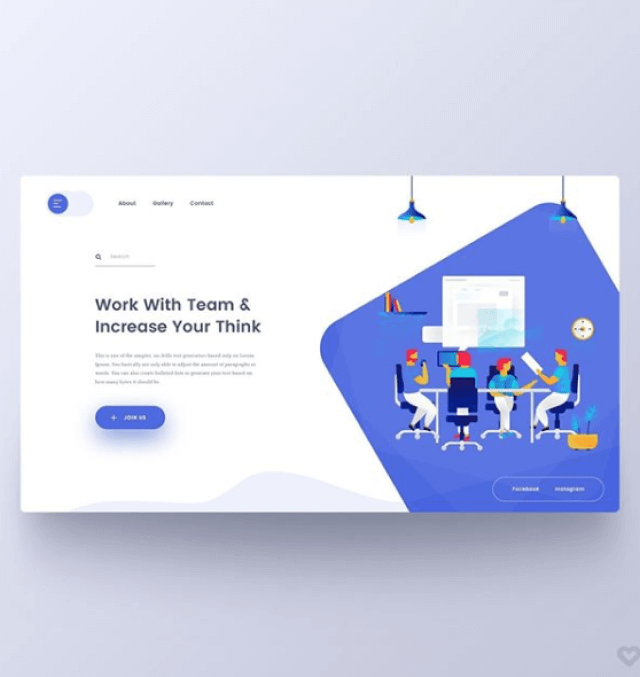 About Gallery Contact
Search
Work With Team &
Increase Your Think
This is one of the simpler, no-frills text generators based only on Lorem
Ipsum. You basically are only able to adjust the amount of paragraphs or
words. You can also create bulleted lists or generate your text based on
how many bytes it should be.
JOIN US
Facebook Instagram